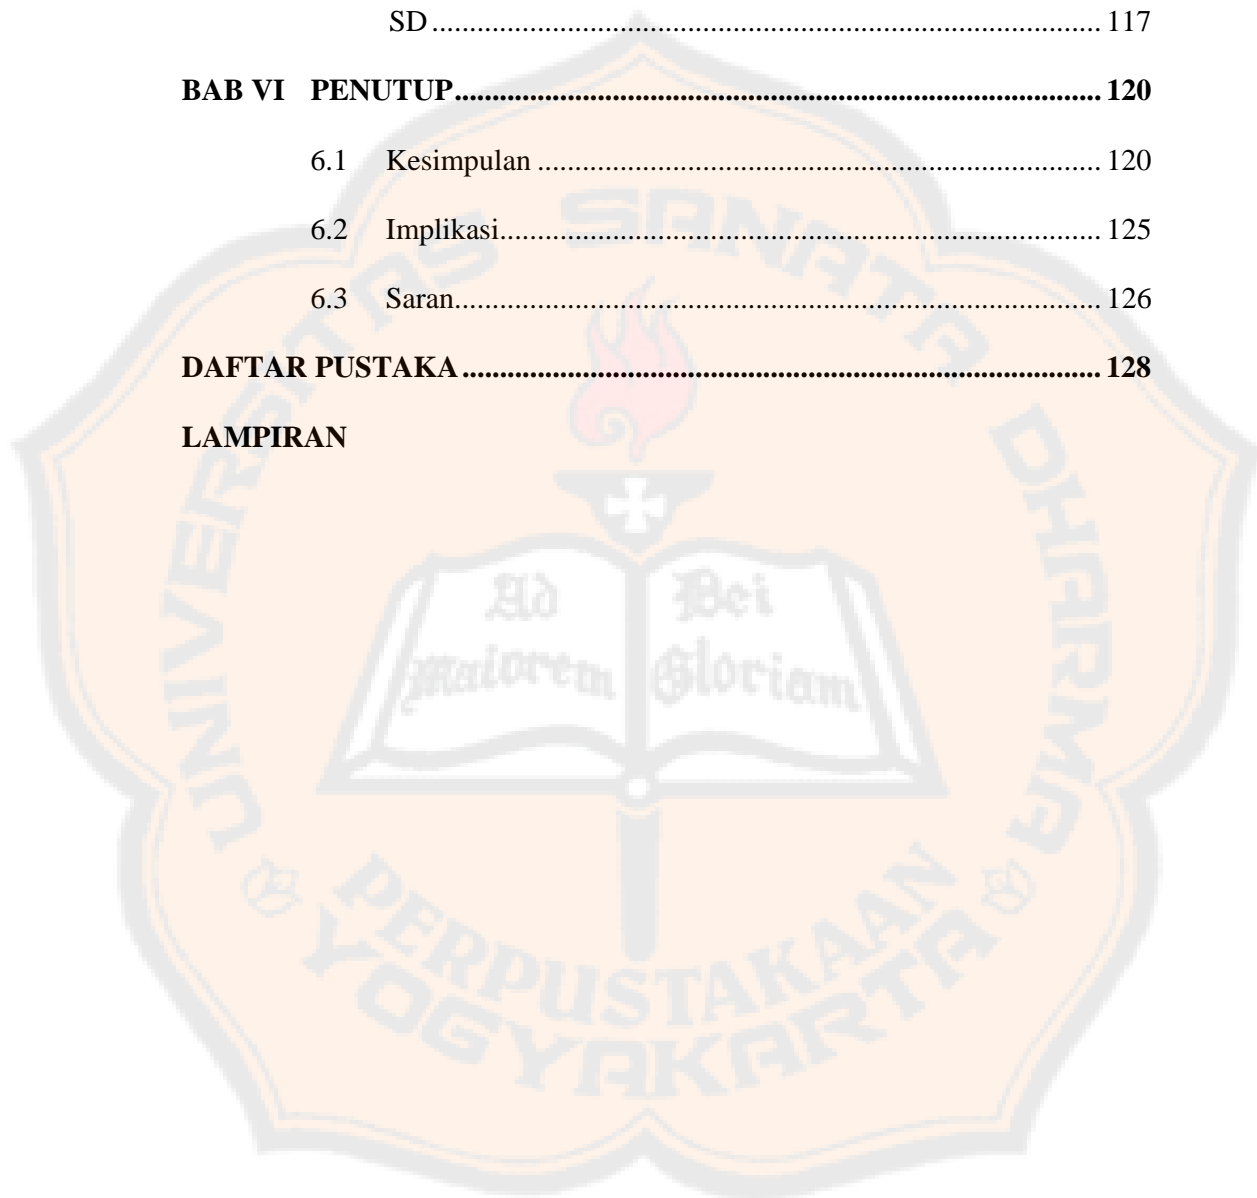 SD ........................................................................................ 117
BAB VI PENUTUP..................................................................................... 120
6.1 Kesimpulan .......................................................................... 120
6.2 Implikasi............................................................................... 125
6.3 Saran..................................................................................... 126
DAFTAR PUSTAKA .................................................................................... 128
LAMPIRAN
UNIVERSITAS SANATA DHARMA
Ad Dei
maiorem Gloriam
PERPUSTAKAAN
YOGYAKARTA